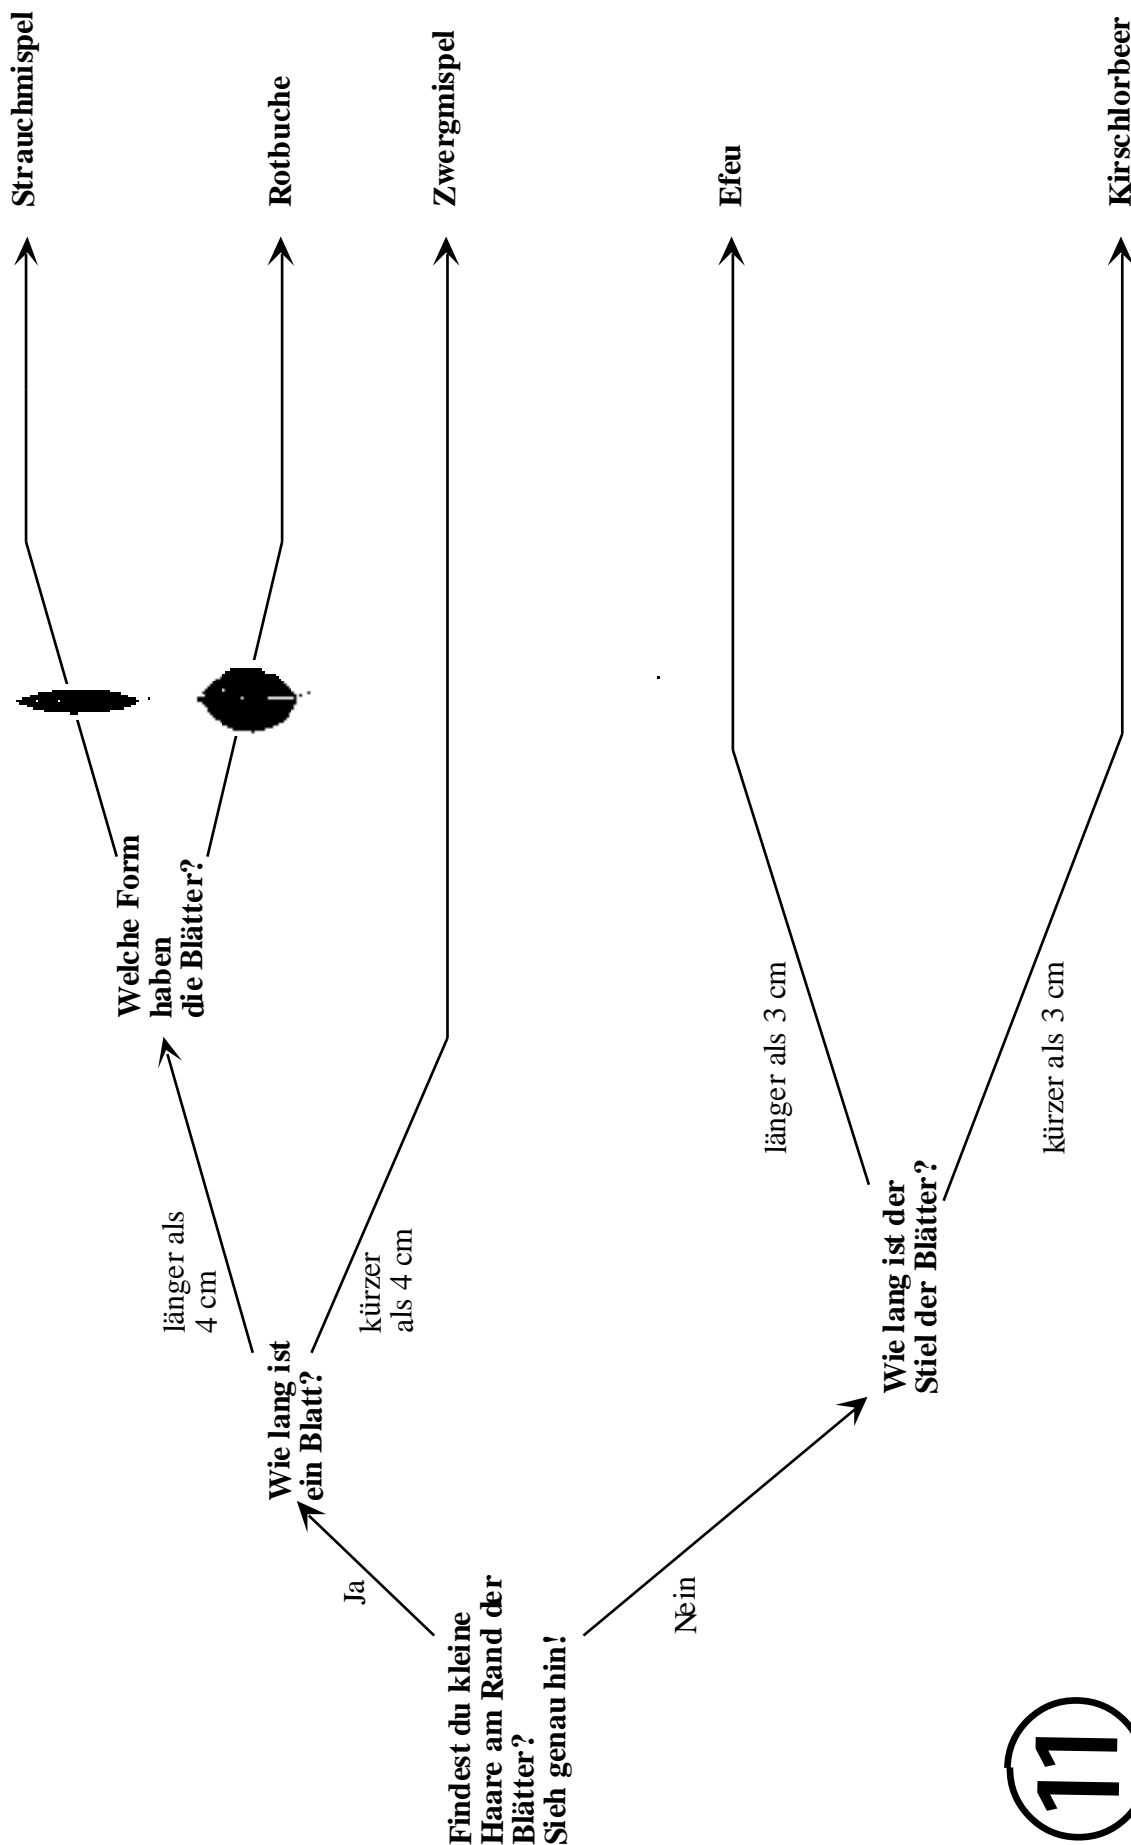 Findest du kleine
Haare am Rand der
Blätter?
Sieh genau hin!
Ja
Nein
Wie lang ist
ein Blatt?
länger als
4 cm
kürzer
als 4 cm
Welche Form
haben
die Blätter?
Wie lang ist der
Stiel der Blätter?
länger als 3 cm
kürzer als 3 cm
Strauchmispel
Rotbuche
Zwergmispel
Efeu
Kirschlorbeer
11